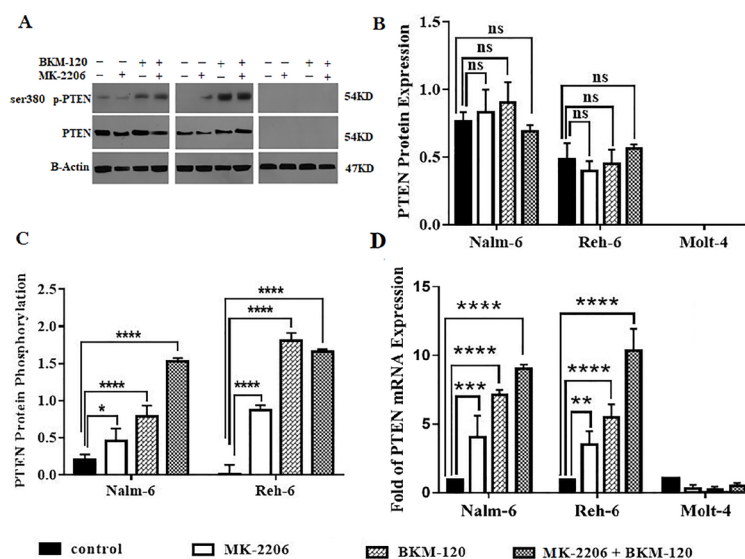 A
BKM-120 – – + + – – + + – – + +
MK-2206 – + – + – + – + – + – +
ser380 p-PTEN 54KD
PTEN 54KD
B-Actin 47KD
B
PTEN Protein Expression
1.5
1.0
0.5
0.0
ns
ns
ns
ns
ns
ns
Nalm-6 Reh-6 Molt-4
C
PTEN Protein Phosphorylation
2.5
2.0
1.5
1.0
0.5
0.0
****
****
*
****
****
****
Nalm-6 Reh-6
D
Fold of PTEN mRNA Expression
15
10
5
0
****
****
***
****
****
**
Nalm-6 Reh-6 Molt-4
control MK-2206 BKM-120 MK-2206 + BKM-120